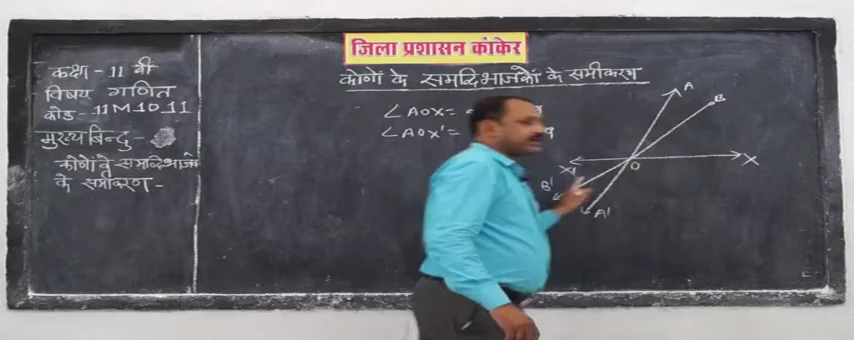 जिला प्रशासन कांकेर
कक्षा - 11 वी
विषय गणित
कोड - 11M1011
मुख्य बिन्दु -
कोणों के समद्विभाजकों
के समीकरण -
कोणों के समद्विभाजकों के समीकरण
∠AOX =
∠AOX' =
A
B
X' O X
B'
A'